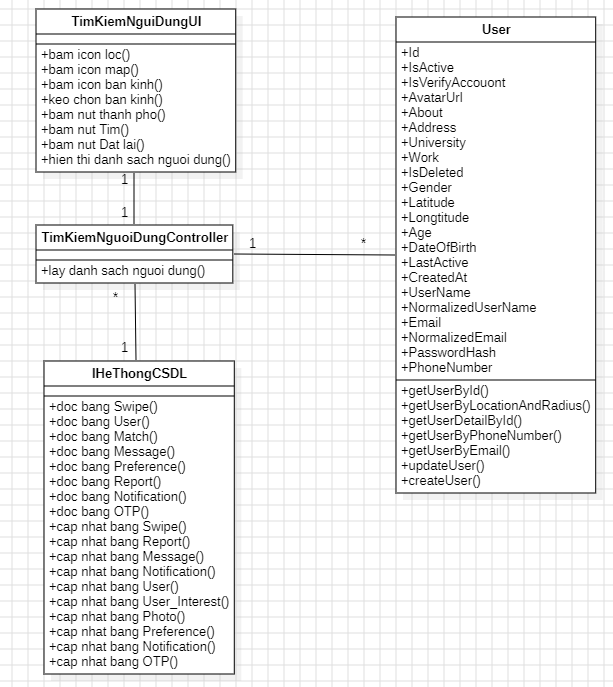 TimKiemNguiDungUI
+bam icon loc()
+bam icon map()
+bam icon ban kinh()
+keo chon ban kinh()
+bam nut thanh pho()
+bam nut Tim()
+bam nut Dat lai()
+hien thi danh sach nguoi dung()
1
1
TimKiemNguoiDungController
+lay danh sach nguoi dung()
1
*
*
1
IHeThongCSDL
+doc bang Swipe()
+doc bang User()
+doc bang Match()
+doc bang Message()
+doc bang Preference()
+doc bang Report()
+doc bang Notification()
+doc bang OTP()
+cap nhat bang Swipe()
+cap nhat bang Report()
+cap nhat bang Message()
+cap nhat bang Notification()
+cap nhat bang User()
+cap nhat bang User_Interest()
+cap nhat bang Photo()
+cap nhat bang Preference()
+cap nhat bang Notification()
+cap nhat bang OTP()
User
+Id
+IsActive
+IsVerifyAccouont
+AvatarUrl
+About
+Address
+University
+Work
+IsDeleted
+Gender
+Latitude
+Longtitude
+Age
+DateOfBirth
+LastActive
+CreatedAt
+UserName
+NormalizedUserName
+Email
+NormalizedEmail
+PasswordHash
+PhoneNumber
+getUserById()
+getUserByLocationAndRadius()
+getUserDetailById()
+getUserByPhoneNumber()
+getUserByEmail()
+updateUser()
+createUser()